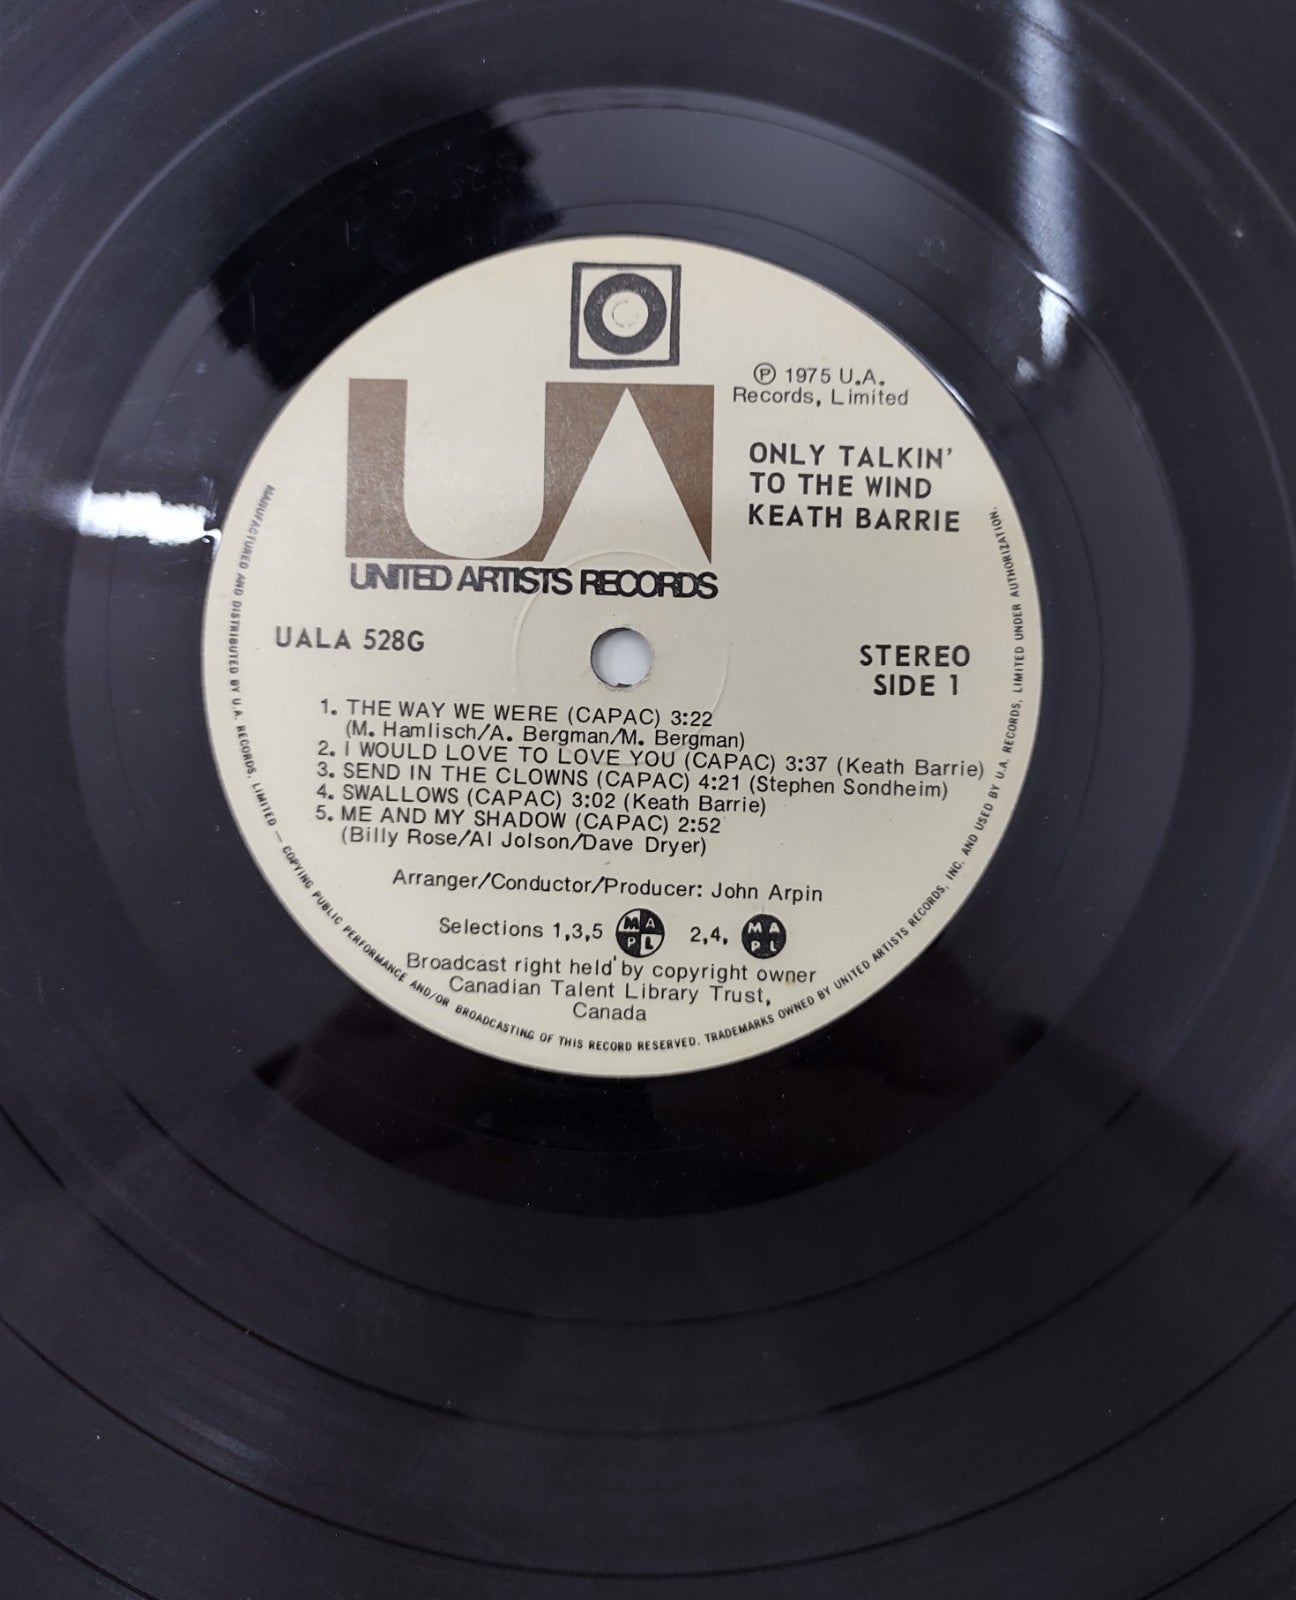 ℗ 1975 U.A.
Records, Limited
UA
UNITED ARTISTS RECORDS
ONLY TALKIN'
TO THE WIND
KEATH BARRIE
UALA 528G
STEREO
SIDE 1
1. THE WAY WE WERE (CAPAC) 3:22
(M. Hamlisch/A. Bergman/M. Bergman)
2. I WOULD LOVE TO LOVE YOU (CAPAC) 3:37 (Keath Barrie)
3. SEND IN THE CLOWNS (CAPAC) 4:21 (Stephen Sondheim)
4. SWALLOWS (CAPAC) 3:02 (Keath Barrie)
5. ME AND MY SHADOW (CAPAC) 2:52
(Billy Rose/Al Jolson/Dave Dryer)
Arranger/Conductor/Producer: John Arpin
Selections 1,3,5 MAPL 2,4, MAPL
Broadcast right held by copyright owner
Canadian Talent Library Trust,
Canada
MANUFACTURED AND DISTRIBUTED BY U.A. RECORDS, LIMITED — COPYING PUBLIC PERFORMANCE AND/OR BROADCASTING OF THIS RECORD RESERVED. TRADEMARKS OWNED BY UNITED ARTISTS RECORDS, INC. AND USED BY U.A. RECORDS, LIMITED UNDER AUTHORIZATION.